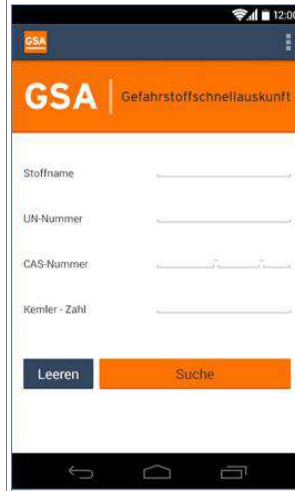 12:00
GSA
GSA Gefahrstoffschnellauskunft
Stoffname
UN-Nummer
CAS-Nummer - -
Kemler - Zahl
Leeren Suche